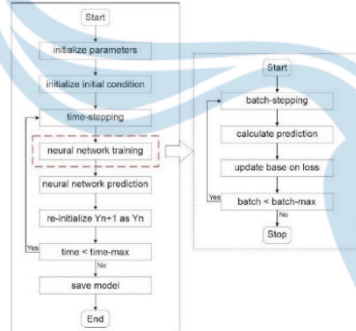 Start
initialize parameters
initialize initial condition
time-stepping
neural network training
neural network prediction
re-initialize Yn+1 as Yn
Yes
time < time-max
No
save model
End
Start
batch-stepping
calculate prediction
update base on loss
Yes
batch < batch-max
No
Stop